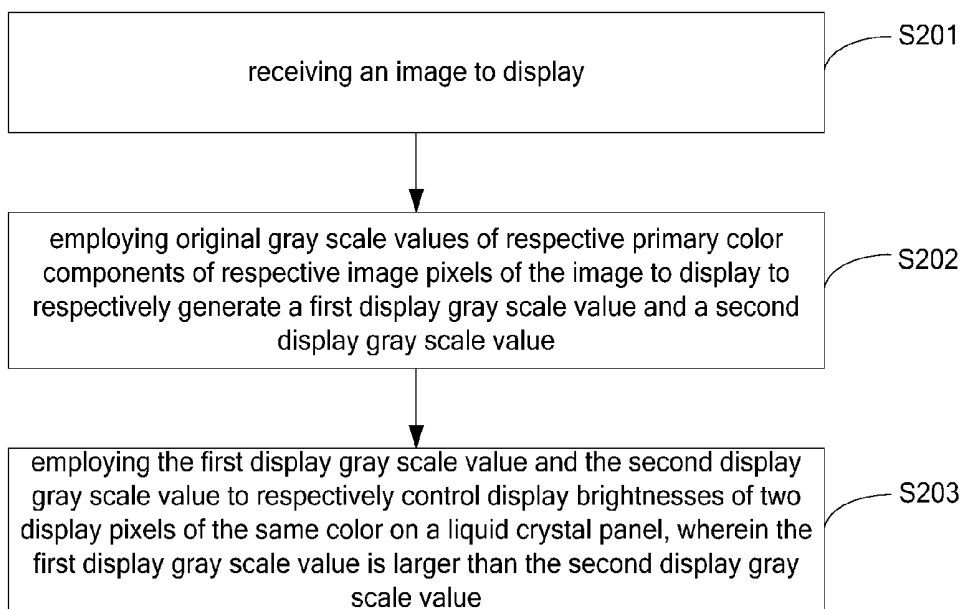 receiving an image to display
S201
employing original gray scale values of respective primary color
components of respective image pixels of the image to display to
respectively generate a first display gray scale value and a second
display gray scale value
S202
employing the first display gray scale value and the second display
gray scale value to respectively control display brightnesses of two
display pixels of the same color on a liquid crystal panel, wherein the
first display gray scale value is larger than the second display gray
scale value
S203